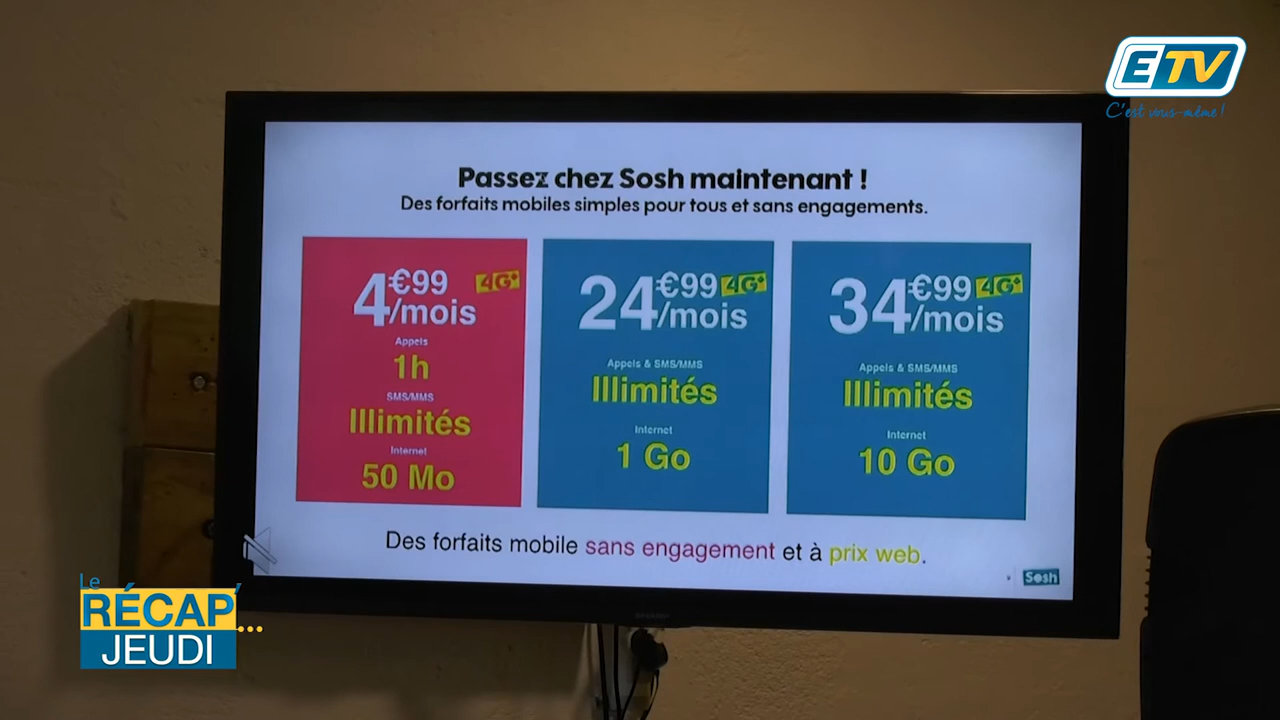 ETV
C'est vous-même !
Passez chez Sosh maintenant !
Des forfaits mobiles simples pour tous et sans engagements.
4€99/mois
4G+
Appels
1h
SMS/MMS
Illimités
Internet
50 Mo
24€99/mois
4G+
Appels & SMS/MMS
Illimités
Internet
1 Go
34€99/mois
4G+
Appels & SMS/MMS
Illimités
Internet
10 Go
Des forfaits mobile sans engagement et à prix web.
Sosh
SHARP
Le
RÉCAP'...
JEUDI